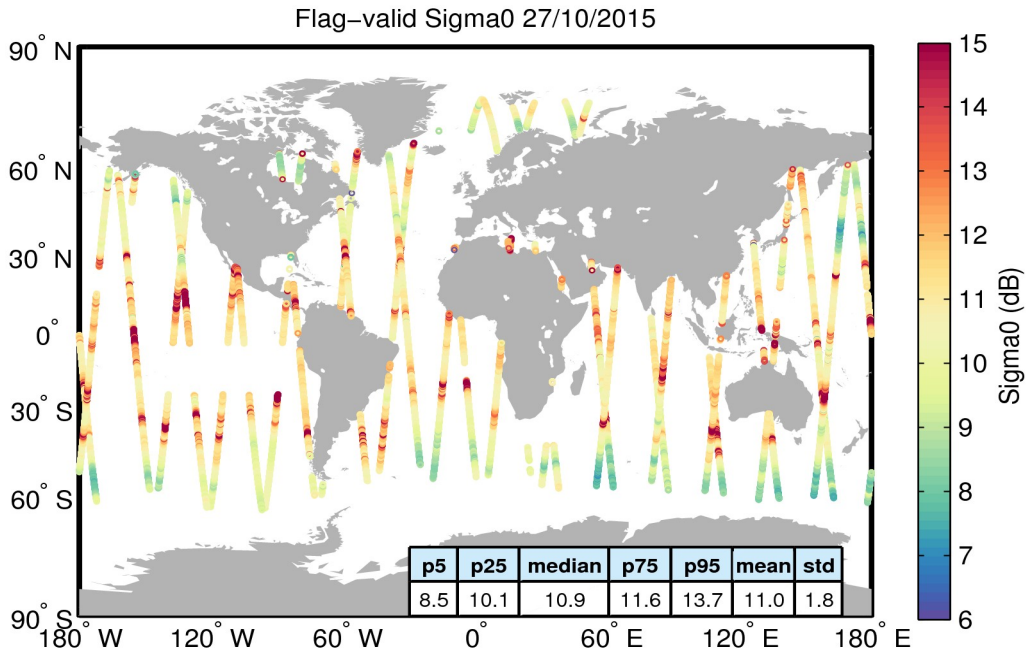 Flag−valid Sigma0 27/10/2015
90° N
60° N
30° N
0°
30° S
60° S
90° S
180° W 120° W 60° W 0° 60° E 120° E 180° E
p5 p25 median p75 p95 mean std
8.5 10.1 10.9 11.6 13.7 11.0 1.8
15
14
13
12
11
10
9
8
7
6
Sigma0 (dB)